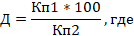 Д = Кп1 * 100 / Кп2, где